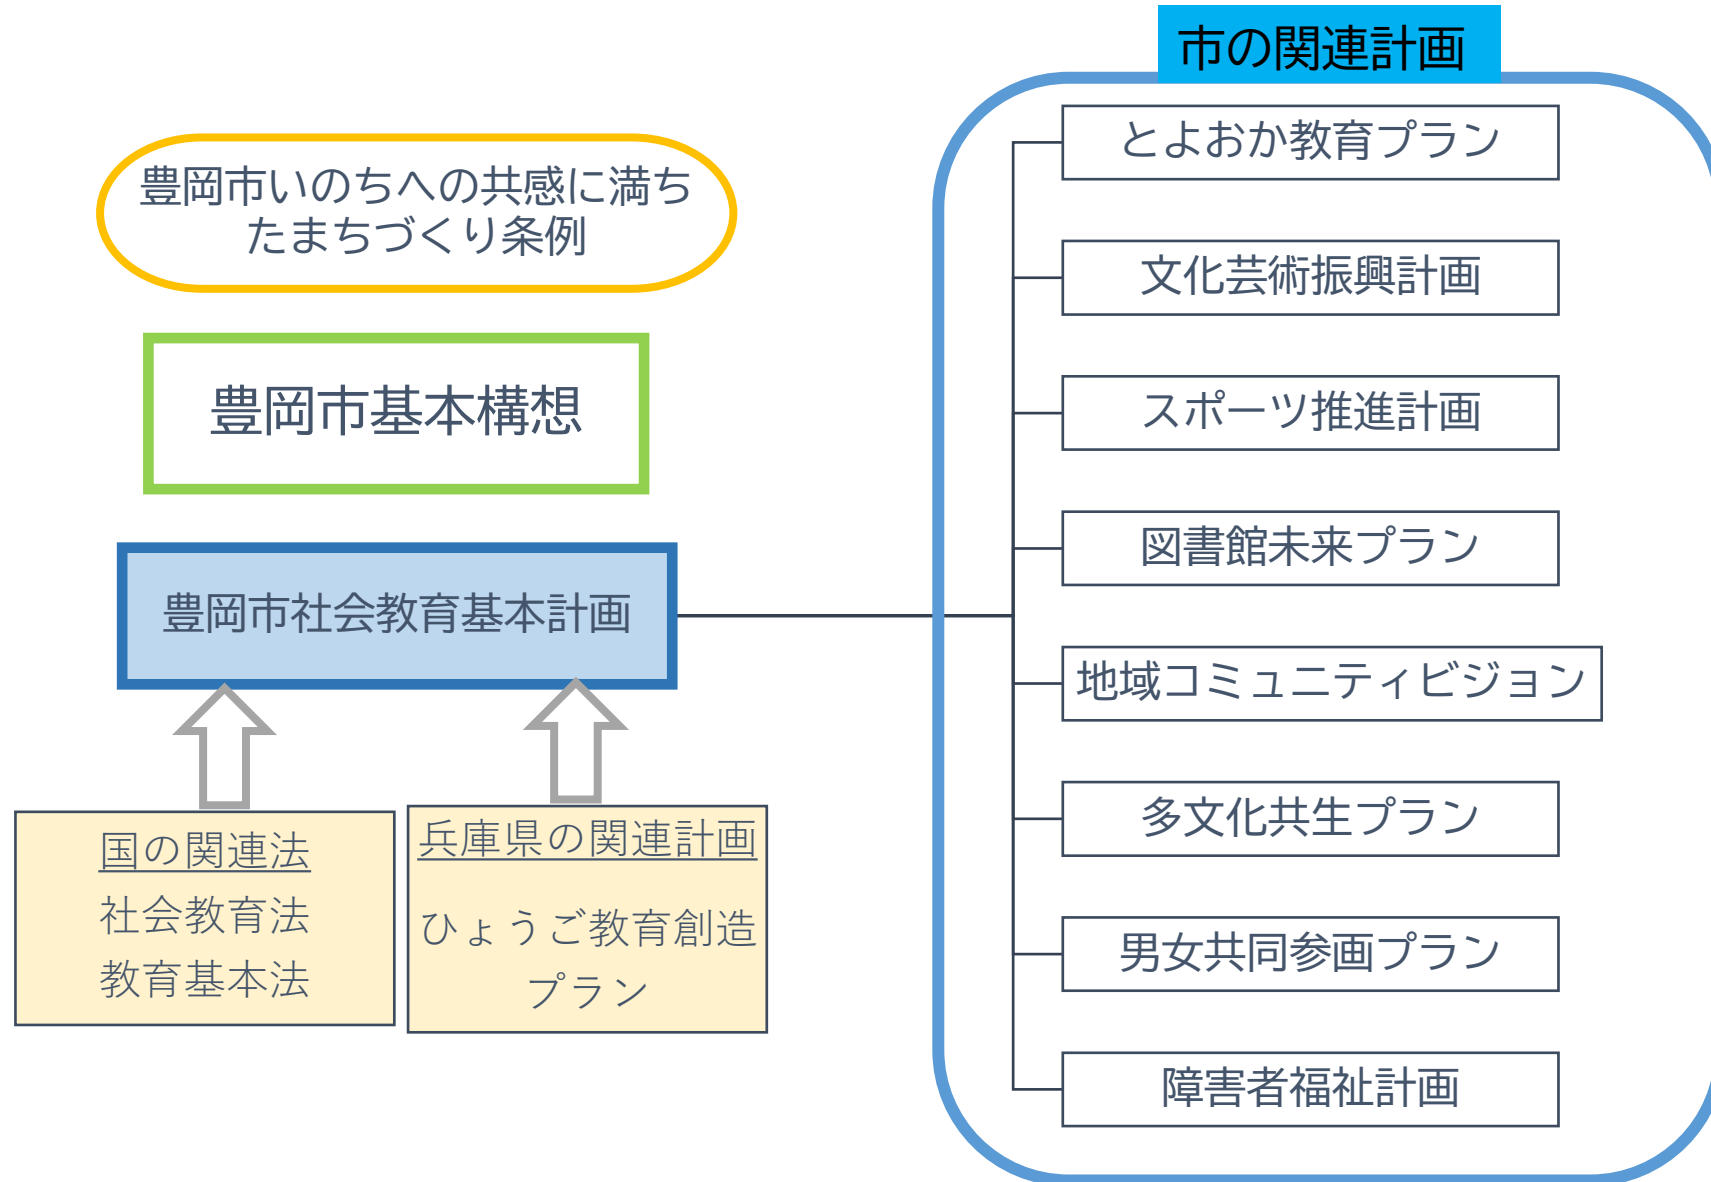 豊岡市いのちへの共感に満ち
たまちづくり条例
豊岡市基本構想
豊岡市社会教育基本計画
国の関連法
社会教育法
教育基本法
兵庫県の関連計画
ひょうご教育創造
プラン
市の関連計画
とよおか教育プラン
文化芸術振興計画
スポーツ推進計画
図書館未来プラン
地域コミュニティビジョン
多文化共生プラン
男女共同参画プラン
障害者福祉計画